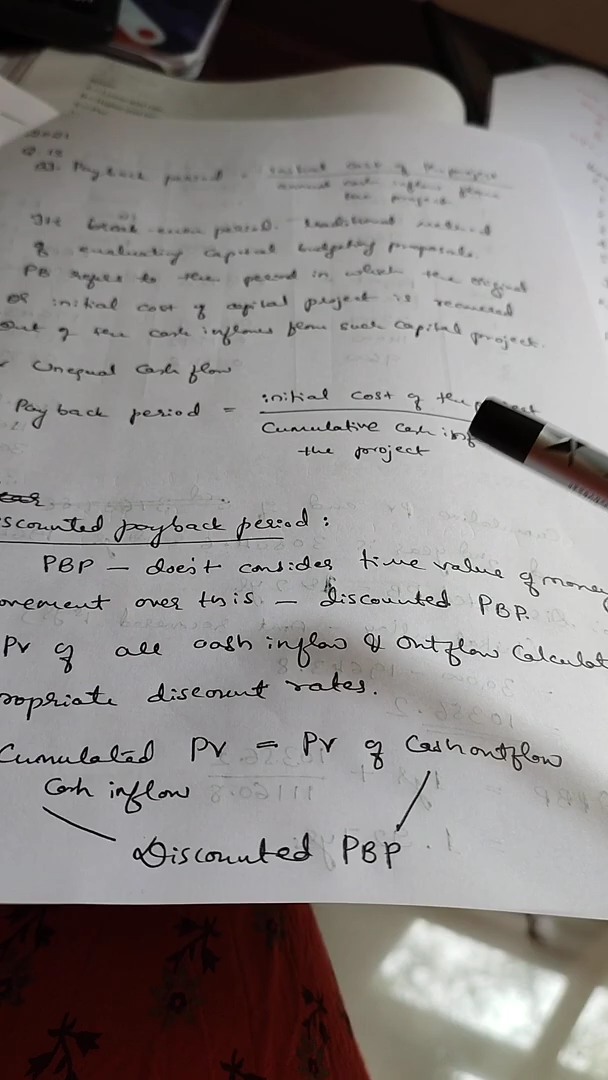 Q. 19
Q1. Payback period = initial cost of the project
annual cash inflow from
the project
break even period. traditional method
of evaluating capital budgeting proposals.
PB refers to the period in which the original
or initial cost of capital project is recovered
out of new cash inflows from such capital project.
Unequal cash flow
Pay back period = initial cost of the
Cumulative cash
the project
scounted payback period :
PBP – does't consider time value of money
ovement over this – discounted PBP.
PV of all cash inflow & outflow calculat
ropriate discount rates.
Cumulated PV = PV of Cash outflow
Cash inflow
Discounted PBP